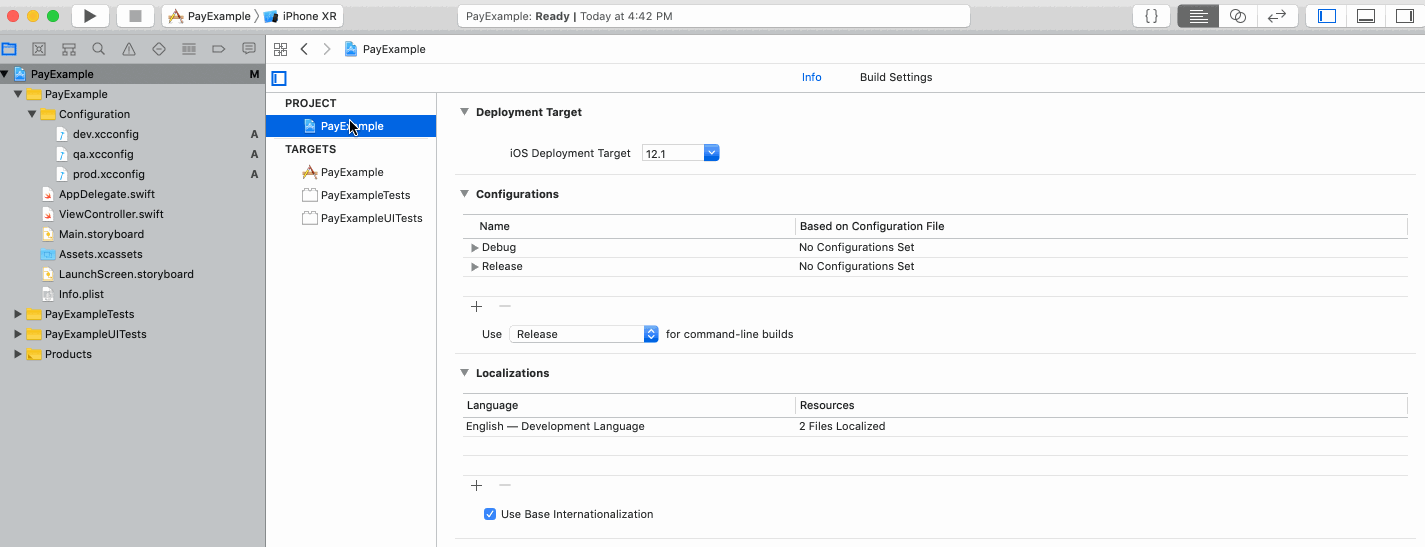 PayExample iPhone XR PayExample: Ready | Today at 4:42 PM { }
PayExample
PayExample M
Info Build Settings
PayExample
PROJECT
Configuration
PayExample
dev.xcconfig A
TARGETS
qa.xcconfig A
prod.xcconfig A
PayExample
AppDelegate.swift
PayExampleTests
ViewController.swift
PayExampleUITests
Main.storyboard
Assets.xcassets
LaunchScreen.storyboard
Info.plist
PayExampleTests
PayExampleUITests
Products
Deployment Target
iOS Deployment Target 12.1
Configurations
Name Based on Configuration File
Debug No Configurations Set
Release No Configurations Set
Use Release for command-line builds
Localizations
Language Resources
English — Development Language 2 Files Localized
Use Base Internationalization